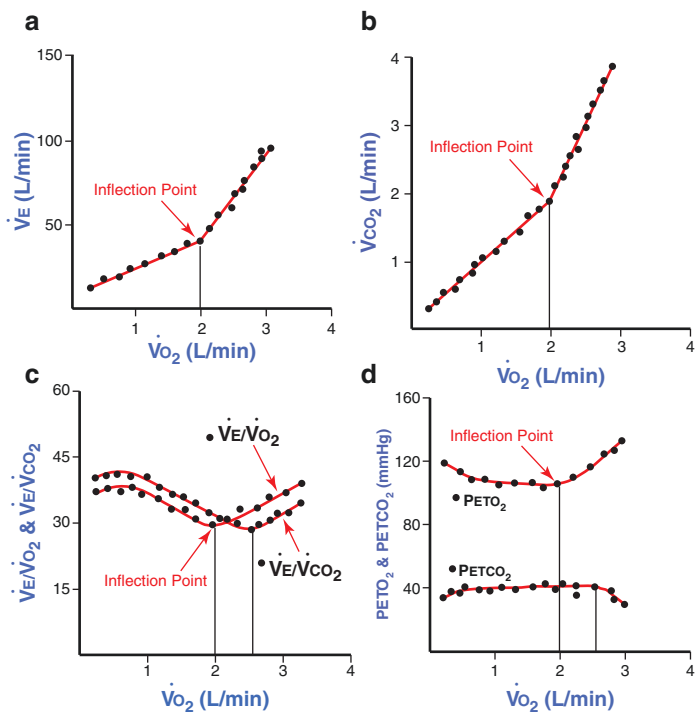 a
150
100
50
V̇E (L/min)
Inflection Point
0
1
2
3
4
V̇O₂ (L/min)
b
4
3
2
1
V̇CO₂ (L/min)
Inflection Point
0
1
2
3
4
V̇O₂ (L/min)
c
60
45
30
15
V̇E/V̇O₂ & V̇E/V̇CO₂
V̇E/V̇O₂
Inflection Point
V̇E/V̇CO₂
1
2
3
4
V̇O₂ (L/min)
d
160
120
80
40
PETO₂ & PETCO₂ (mmHg)
Inflection Point
PETO₂
PETCO₂
0
1
2
3
4
V̇O₂ (L/min)